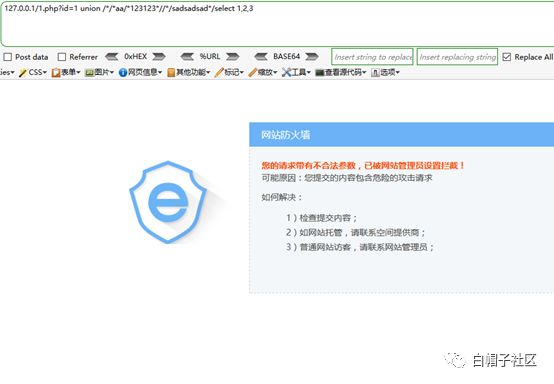 127.0.0.1/1.php?id=1 union /*/"aa/*123123*//*/sadsadsad*/select 1,2,3
Post data Referrer 0xHEX %URL BASE64 Insert string to replace Insert replacing string Replace All
ies CSS 表单 图片 网页信息 其他功能 标记 缩放 工具 查看源代码 选项
网站防火墙
您的请求带有不合法参数，已被网站管理员设置拦截！
可能原因：您提交的内容包含危险的攻击请求
如何解决：
1）检查提交内容；
2）如网站托管，请联系空间提供商；
3）普通网站访客，请联系网站管理员；
白帽子社区